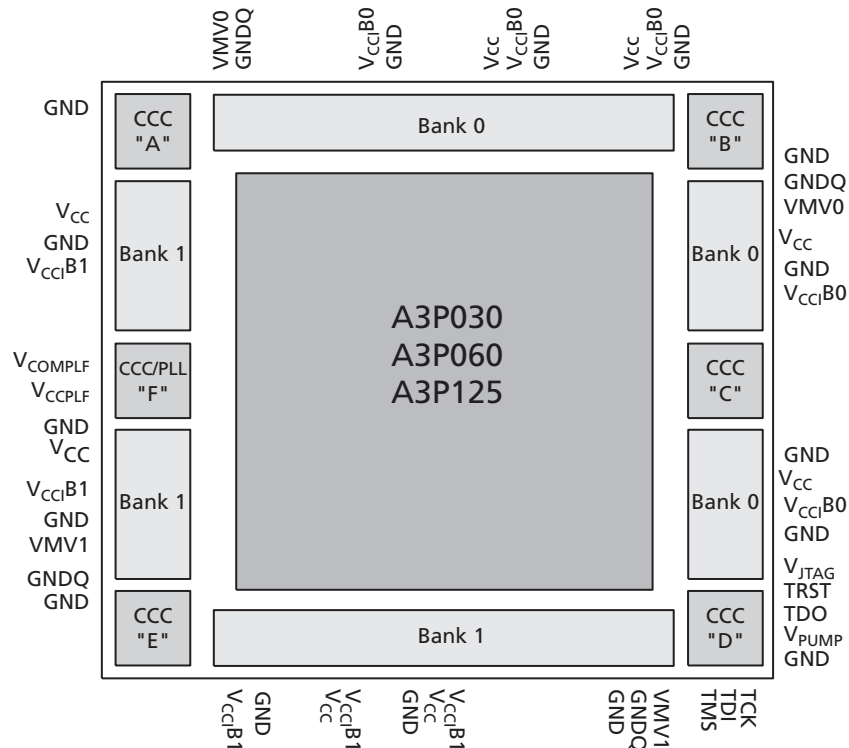 VMV0
GNDQ
VCCIB0
GND
Vcc
VCCIB0
GND
Vcc
VCCIB0
GND
GND
CCC
"A"
Bank 0
CCC
"B"
GND
GNDQ
VMV0
VCC
GND
VCCIB0
VCC
GND
VCCIB1
Bank 1
Bank 0
A3P030
A3P060
A3P125
VCOMPLF
VCCPLF
GND
CCC/PLL
"F"
CCC
"C"
VCC
VCCIB1
GND
VMV1
GNDQ
GND
Bank 1
Bank 0
GND
VCC
VCCIB0
GND
VJTAG
TRST
TDO
VPUMP
GND
CCC
"E"
Bank 1
CCC
"D"
VCCIB1
GND
VCC
VCCIB1
GND
VCC
VCCIB1
GND
GNDQ
VMV1
TMS
TDI
TCK